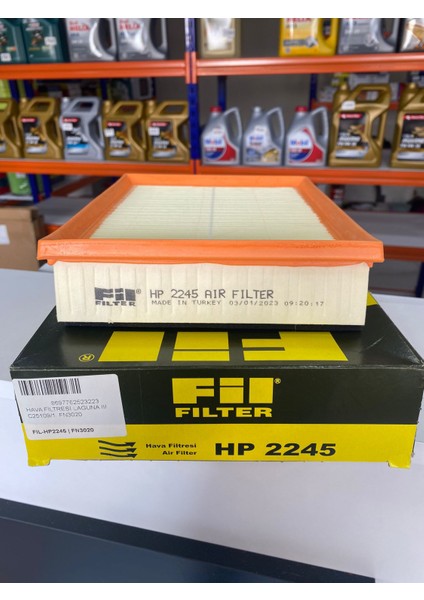 Fil
FILTER
HP 2245 AIR FILTER
MADE IN TURKEY 03/01/2023 09:20:17
HAVA FILTRESI LAGUNA III
FIL-HP2245 | FN3020
Fil
FILTER
Hava Filtresi
Air Filter
HP 2245